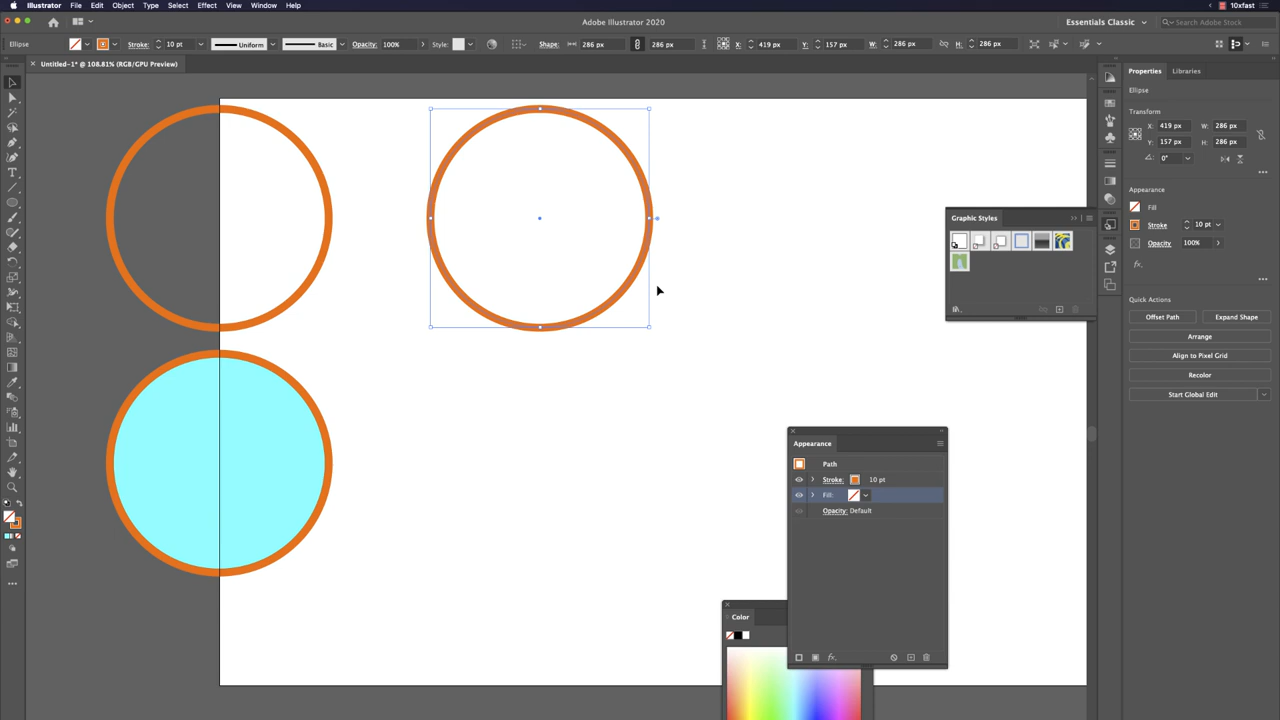 Illustrator File Edit Object Type Select Effect View Window Help 10xfast
Adobe Illustrator 2020 Essentials Classic Search Adobe Stock
Ellipse Stroke: 10 pt Uniform Basic Opacity: 100% Style: Shape: 286 px 286 px X: 419 px Y: 157 px W: 286 px H: 286 px
Untitled-1* @ 108.81% (RGB/GPU Preview)
Properties Libraries
Ellipse
Transform
X: 419 px W: 286 px
Y: 157 px H: 286 px
0°
Appearance
Fill
Stroke 10 pt
Opacity 100%
fx.
Quick Actions
Offset Path Expand Shape
Arrange
Align to Pixel Grid
Recolor
Start Global Edit
Graphic Styles
Appearance
Path
Stroke: 10 pt
Fill:
Opacity: Default
fx.
Color